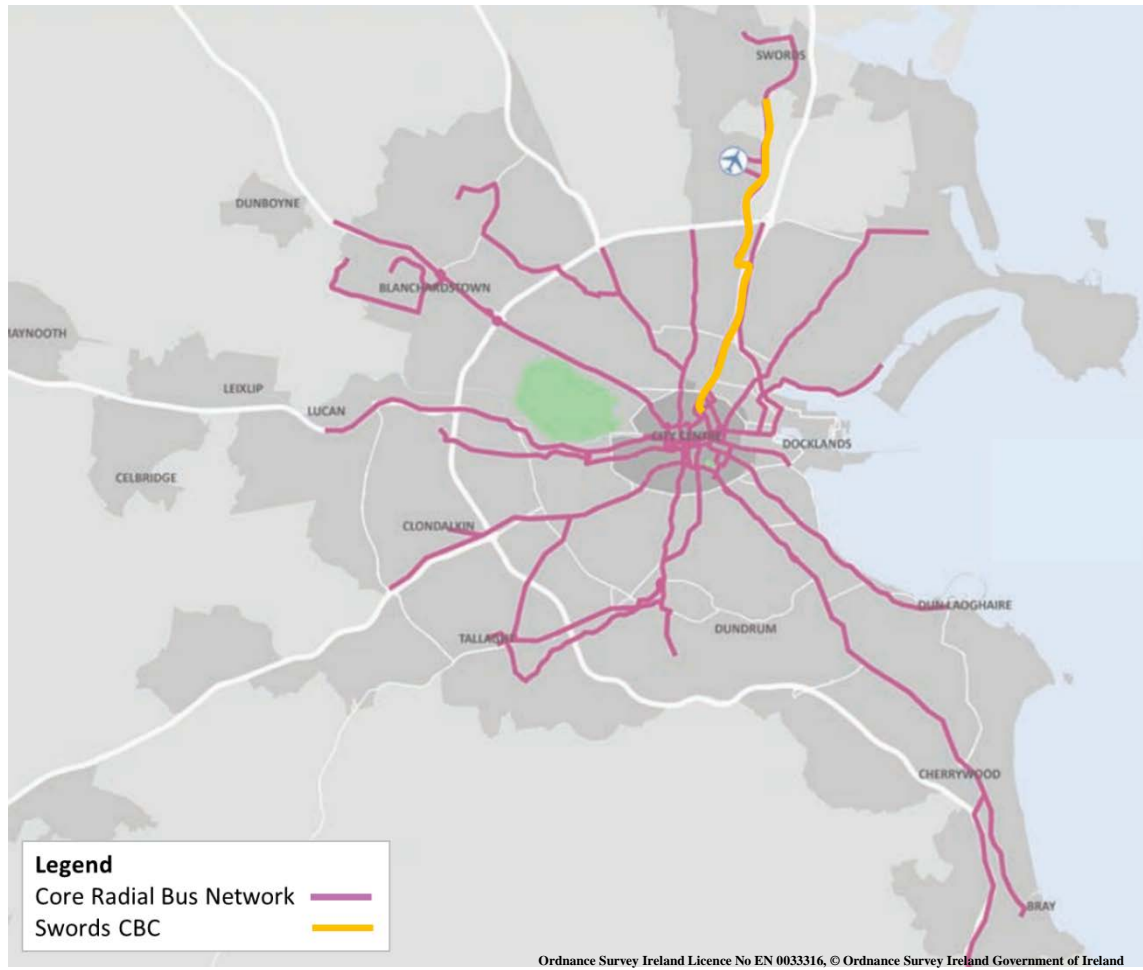 SWORDS
DUNBOYNE
BLANCHARDSTOWN
MAYNOOTH
LEIXLIP
LUCAN
CITY CENTRE
DOCKLANDS
CELBRIDGE
CLONDALKIN
DUN LAOGHAIRE
TALLAGHT
DUNDRUM
CHERRYWOOD
BRAY
Legend
Core Radial Bus Network
Swords CBC
Ordnance Survey Ireland Licence No EN 0033316, © Ordnance Survey Ireland Government of Ireland